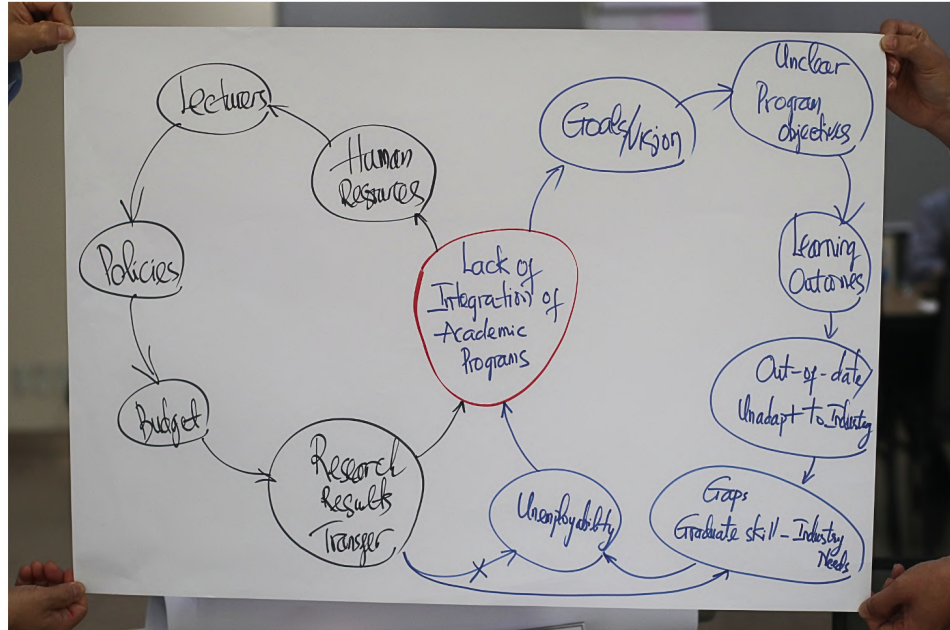 Lecturers
Human
Resources
Policies
Budget
Research
Results
Transfer
Lack of
Integration of
Academic
Programs
Goals/Vision
Unclear
Program
objectives
Learning
Outcomes
Out-of-date/
Unadapt to Industry
Gaps
Graduate skill - Industry
Needs
Unemployability